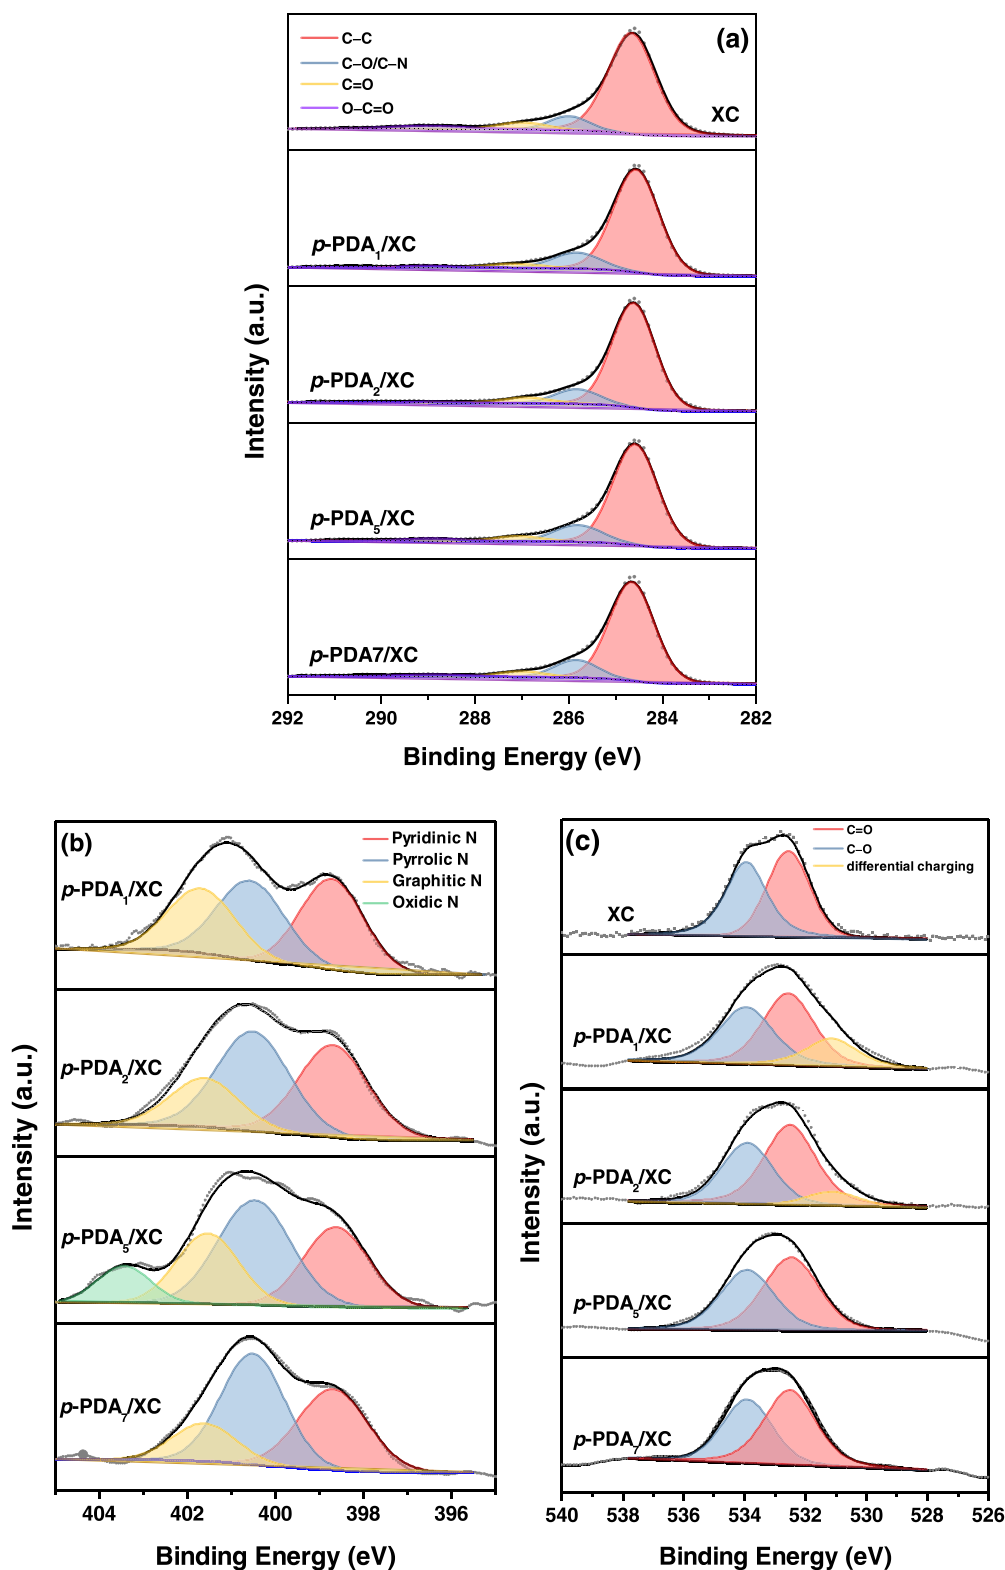 (a)
C–C
C–O/C–N
C=O
O–C=O
XC
p-PDA1/XC
p-PDA2/XC
p-PDA5/XC
p-PDA7/XC
Intensity (a.u.)
292 290 288 286 284 282
Binding Energy (eV)
(b)
Pyridinic N
Pyrrolic N
Graphitic N
Oxidic N
p-PDA1/XC
p-PDA2/XC
p-PDA5/XC
p-PDA7/XC
Intensity (a.u.)
404 402 400 398 396
Binding Energy (eV)
(c)
C=O
C–O
differential charging
XC
p-PDA1/XC
p-PDA2/XC
p-PDA5/XC
p-PDA7/XC
Intensity (a.u.)
540 538 536 534 532 530 528 526
Binding Energy (eV)